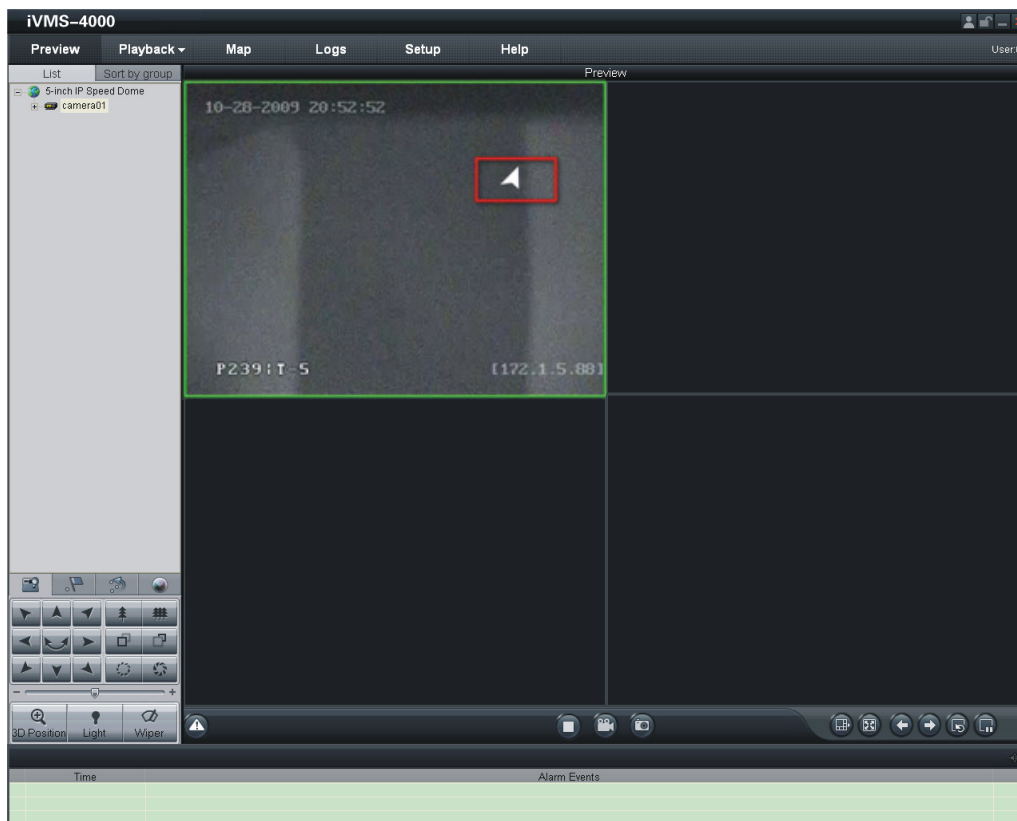 iVMS-4000
Preview Playback Map Logs Setup Help User:
List Sort by group Preview
5-inch IP Speed Dome
camera01
10-28-2009 20:52:52
P239:T-5 [172.1.5.88]
3D Position Light Wiper
Time Alarm Events